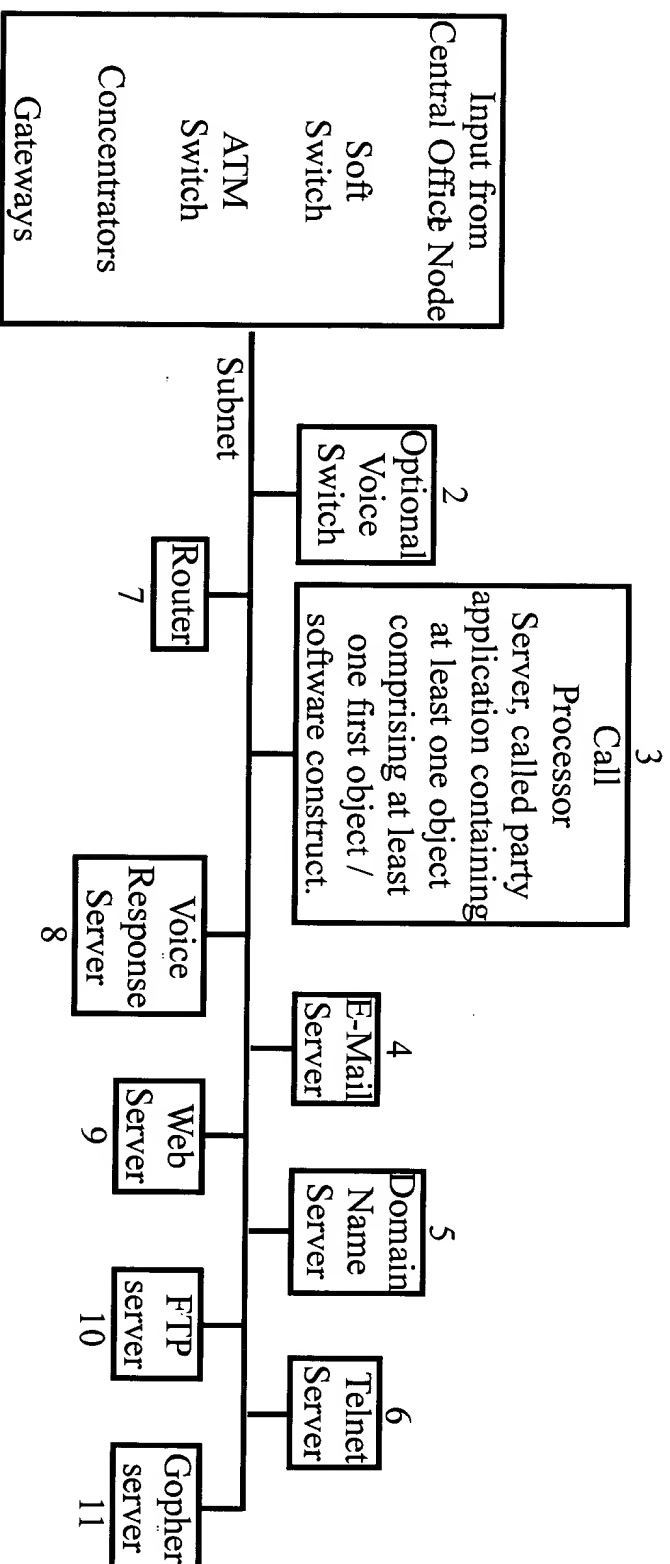 Input from
Central Office Node
Soft
Switch
ATM
Switch
Concentrators
Gateways
Subnet
2
Optional
Voice
Switch
3
Call
Processor
Server, called party
application containing
at least one object
comprising at least
one first object /
software construct.
4
E-Mail
Server
5
Domain
Name
Server
6
Telnet
Server
Router
7
Voice
Response
Server
8
Web
Server
9
FTP
server
10
Gopher
server
11